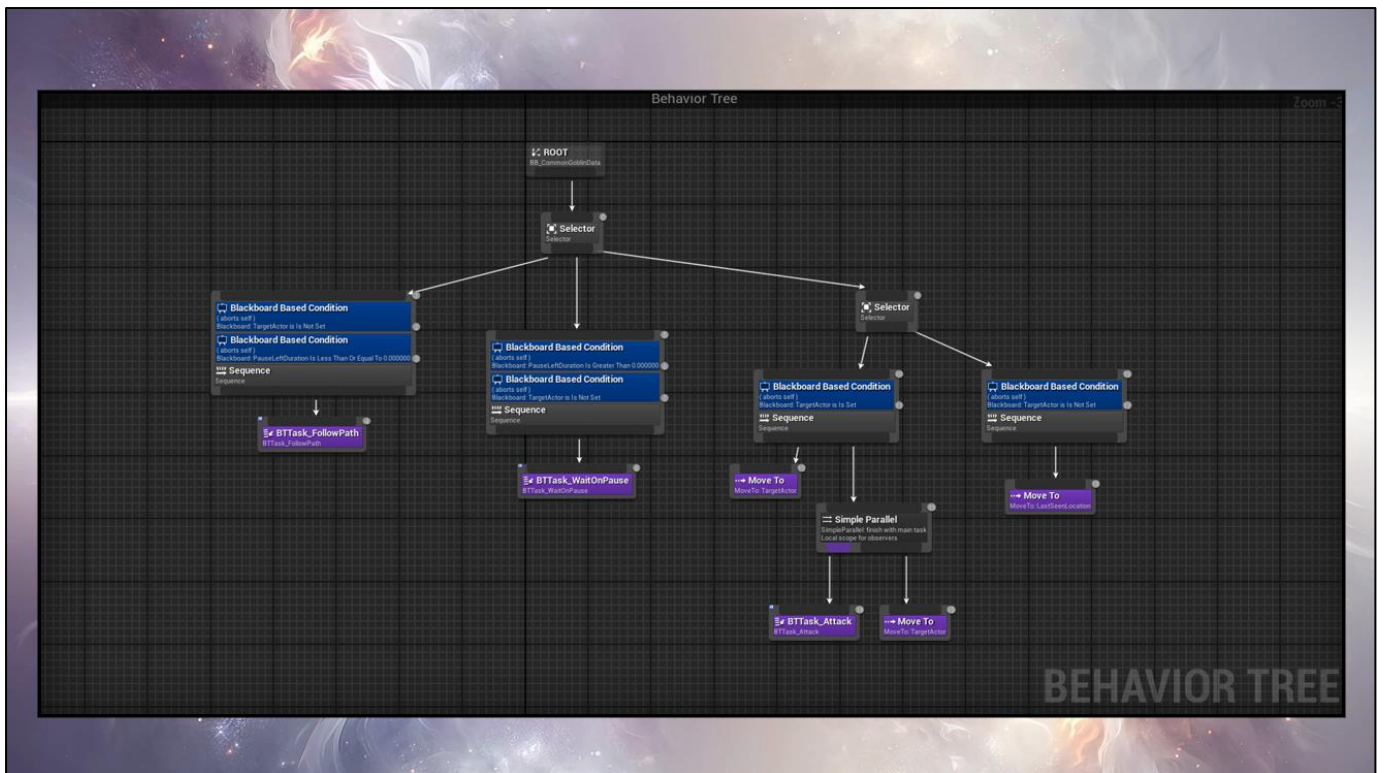 Behavior Tree
Zoom -3
ROOT
BB_CommonGoblinData
Selector
Selector
Blackboard Based Condition
( aborts self )
Blackboard: TargetActor is Is Not Set
Blackboard Based Condition
( aborts self )
Blackboard: PauseLeftDuration Is Less Than Or Equal To 0.000000
Sequence
Sequence
BTTask_FollowPath
BTTask_FollowPath
Blackboard Based Condition
( aborts self )
Blackboard: PauseLeftDuration Is Greater Than 0.000000
Blackboard Based Condition
( aborts self )
Blackboard: TargetActor is Is Not Set
Sequence
Sequence
BTTask_WaitOnPause
BTTask_WaitOnPause
Selector
Selector
Blackboard Based Condition
( aborts self )
Blackboard: TargetActor is Is Set
Sequence
Sequence
Move To
MoveTo: TargetActor
Simple Parallel
SimpleParallel: finish with main task
Local scope for observers
BTTask_Attack
BTTask_Attack
Move To
MoveTo: TargetActor
Blackboard Based Condition
( aborts self )
Blackboard: TargetActor is Is Not Set
Sequence
Sequence
Move To
MoveTo: LastSeenLocation
BEHAVIOR TREE